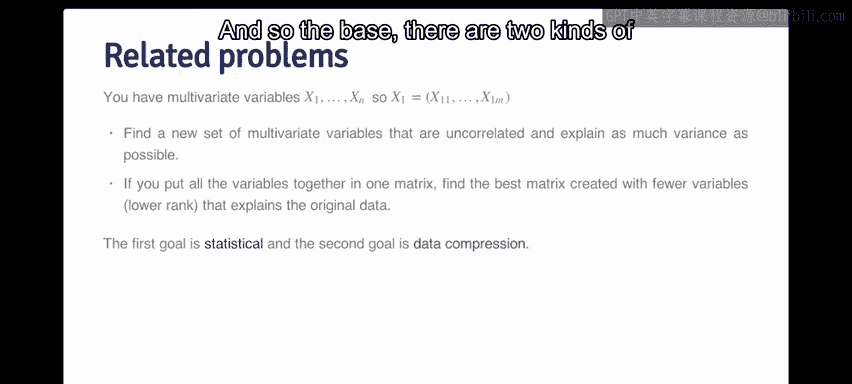 And so the base, there are two kinds of
Related problems
You have multivariate variables X₁, … , Xₙ so X₁ = (X₁₁, … , X₁ₘ)
· Find a new set of multivariate variables that are uncorrelated and explain as much variance as
possible.
· If you put all the variables together in one matrix, find the best matrix created with fewer variables
(lower rank) that explains the original data.
The first goal is statistical and the second goal is data compression.